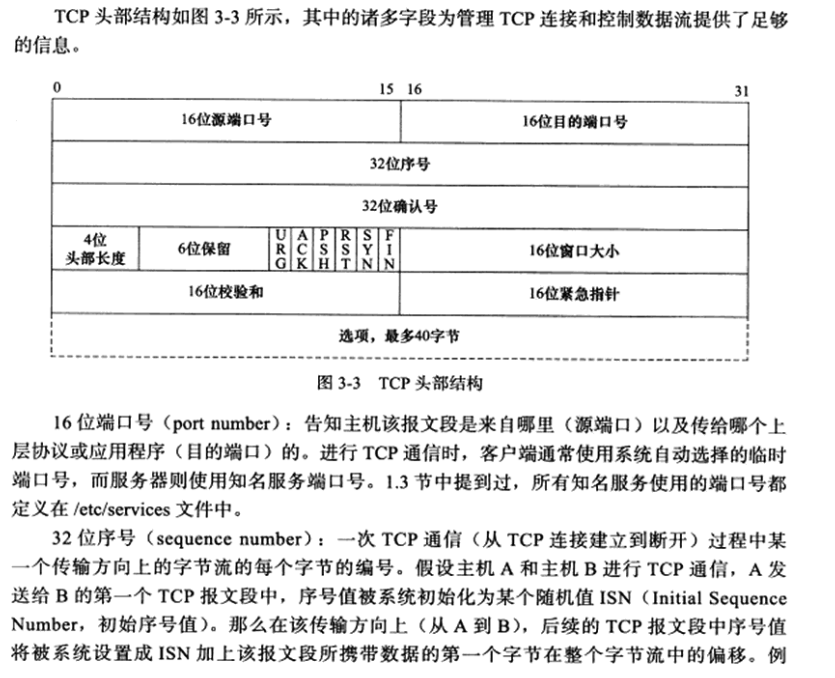 TCP 头部结构如图 3-3 所示，其中的诸多字段为管理 TCP 连接和控制数据流提供了足够
的信息。
0 15 16 31
16位源端口号 16位目的端口号
32位序号
32位确认号
4位头部长度 6位保留 URG ACK PSH RST SYN FIN 16位窗口大小
16位校验和 16位紧急指针
选项，最多40字节
图 3-3 TCP 头部结构
16 位端口号（port number）：告知主机该报文段是来自哪里（源端口）以及传给哪个上
层协议或应用程序（目的端口）的。进行 TCP 通信时，客户端通常使用系统自动选择的临时
端口号，而服务器则使用知名服务端口号。1.3 节中提到过，所有知名服务使用的端口号都
定义在 /etc/services 文件中。
32 位序号（sequence number）：一次 TCP 通信（从 TCP 连接建立到断开）过程中某
一个传输方向上的字节流的每个字节的编号。假设主机 A 和主机 B 进行 TCP 通信，A 发
送给 B 的第一个 TCP 报文段中，序号值被系统初始化为某个随机值 ISN（Initial Sequence
Number，初始序号值）。那么在该传输方向上（从 A 到 B），后续的 TCP 报文段中序号值
将被系统设置成 ISN 加上该报文段所携带数据的第一个字节在整个字节流中的偏移。例